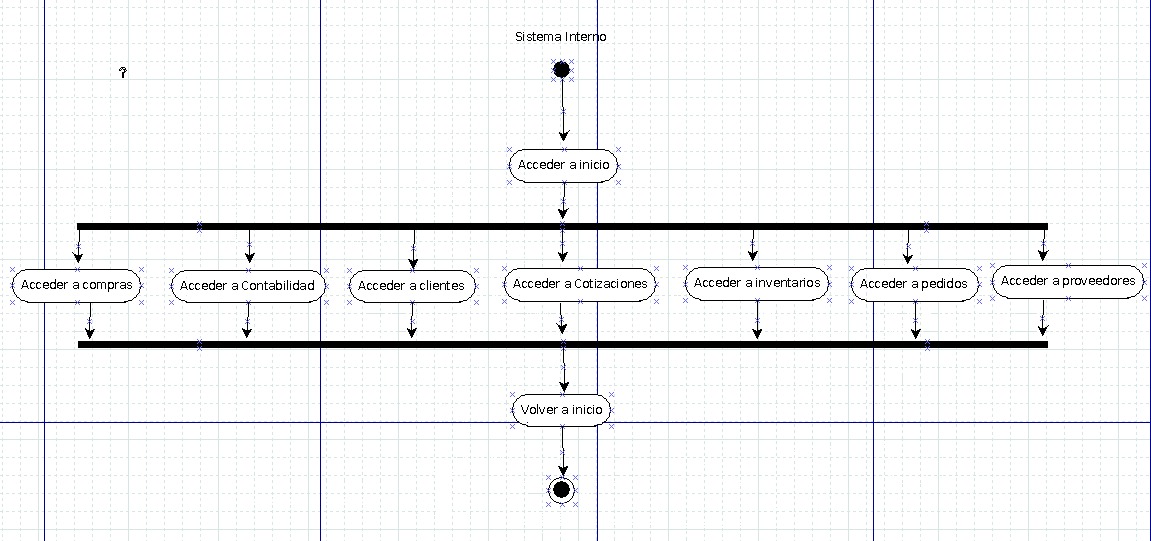 Sistema Interno
Acceder a inicio
Acceder a compras
Acceder a Contabilidad
Acceder a clientes
Acceder a Cotizaciones
Acceder a inventarios
Acceder a pedidos
Acceder a proveedores
Volver a inicio